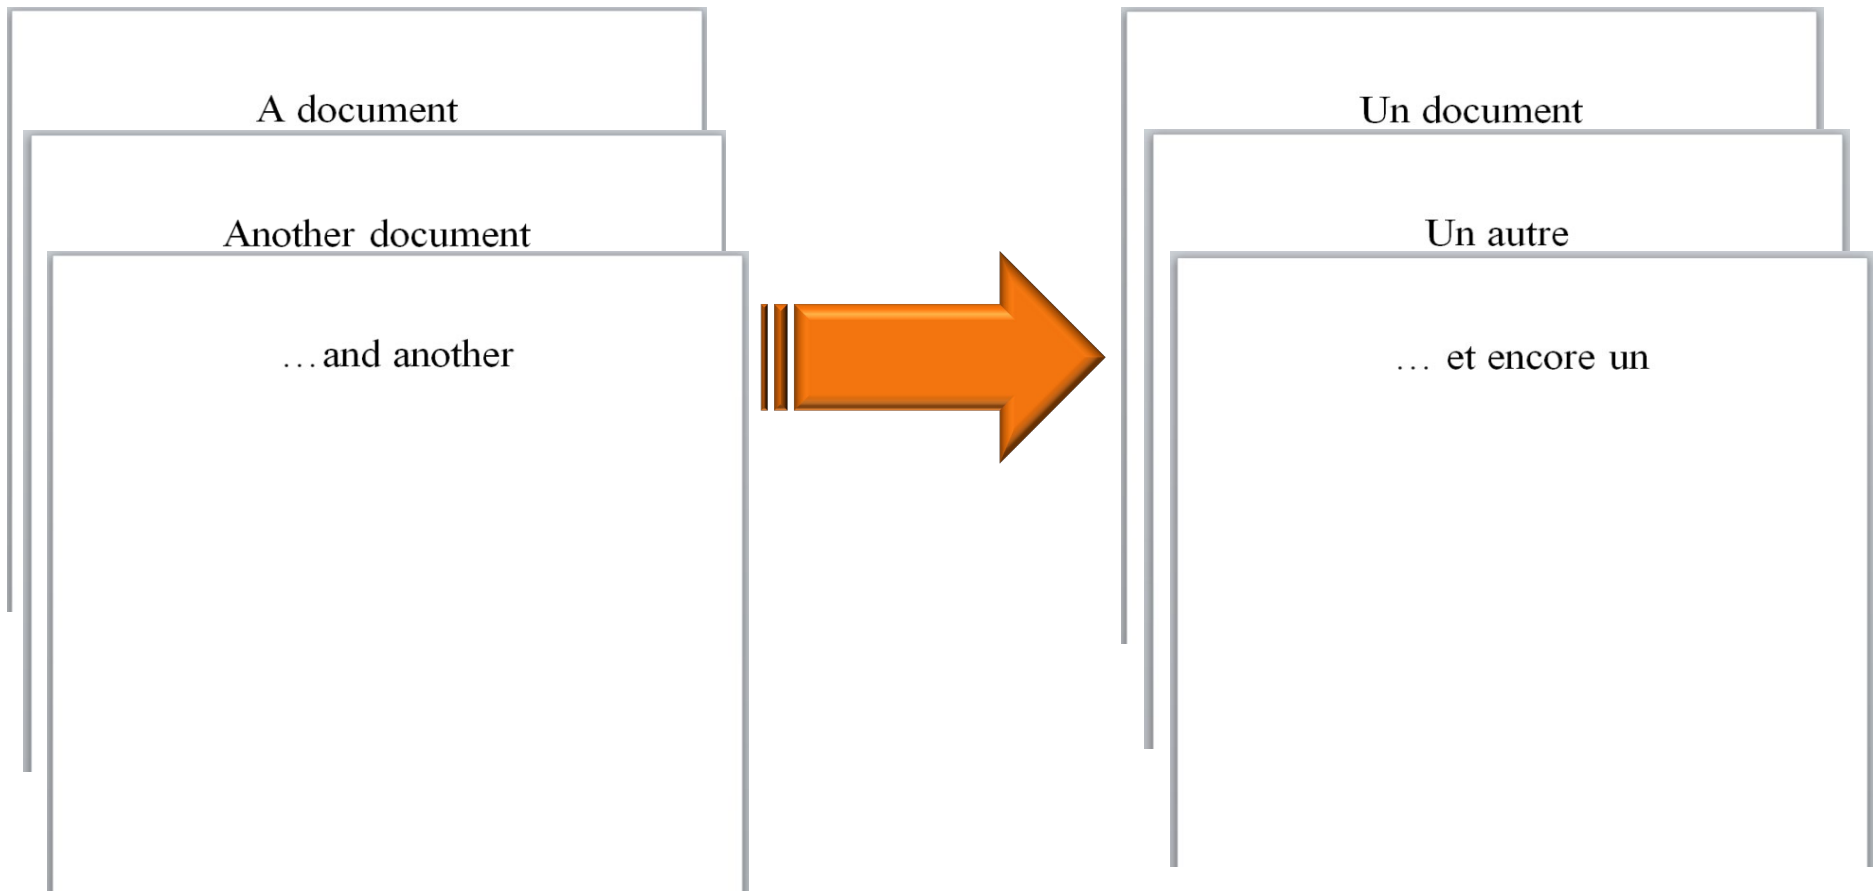 A document
Another document
…and another
Un document
Un autre
… et encore un